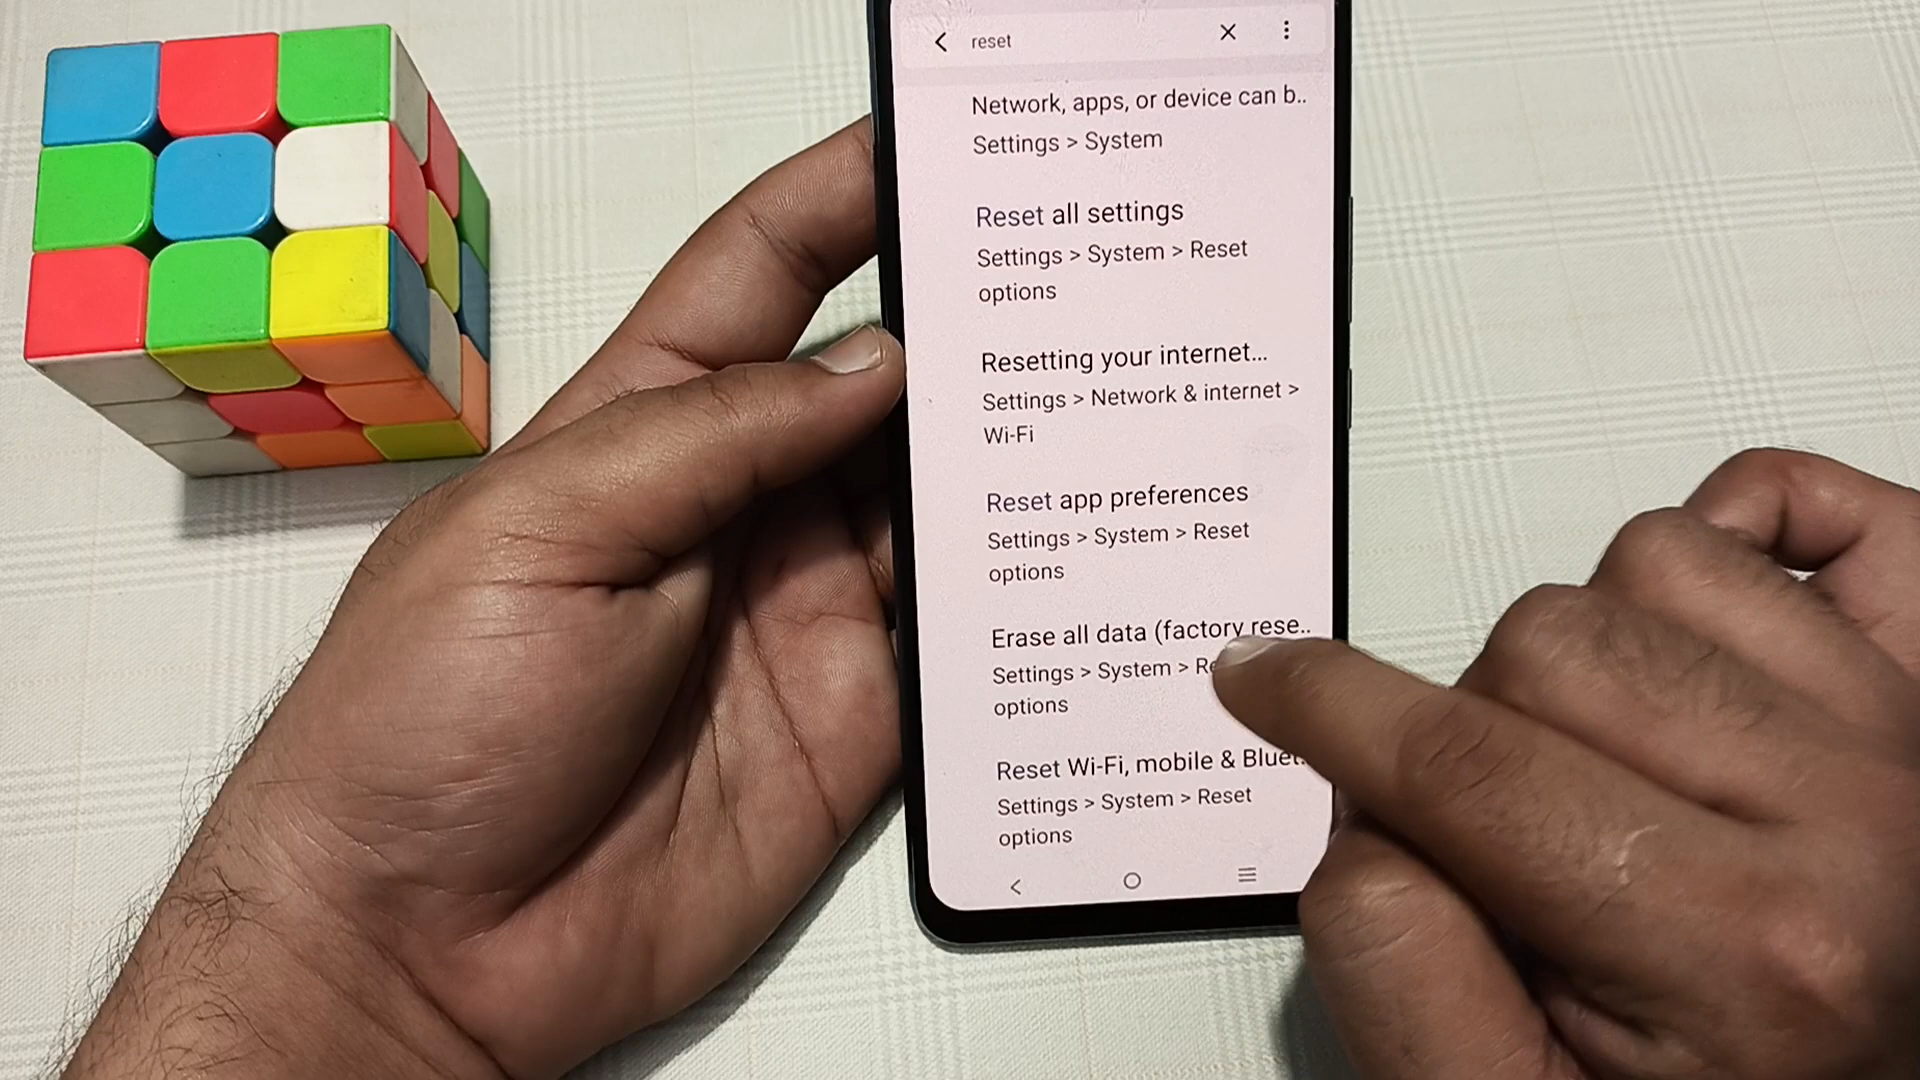 reset
Network, apps, or device can b..
Settings > System
Reset all settings
Settings > System > Reset
options
Resetting your internet...
Settings > Network & internet >
Wi-Fi
Reset app preferences
Settings > System > Reset
options
Erase all data (factory rese..
Settings > System > Re
options
Reset Wi-Fi, mobile & Bluet..
Settings > System > Reset
options